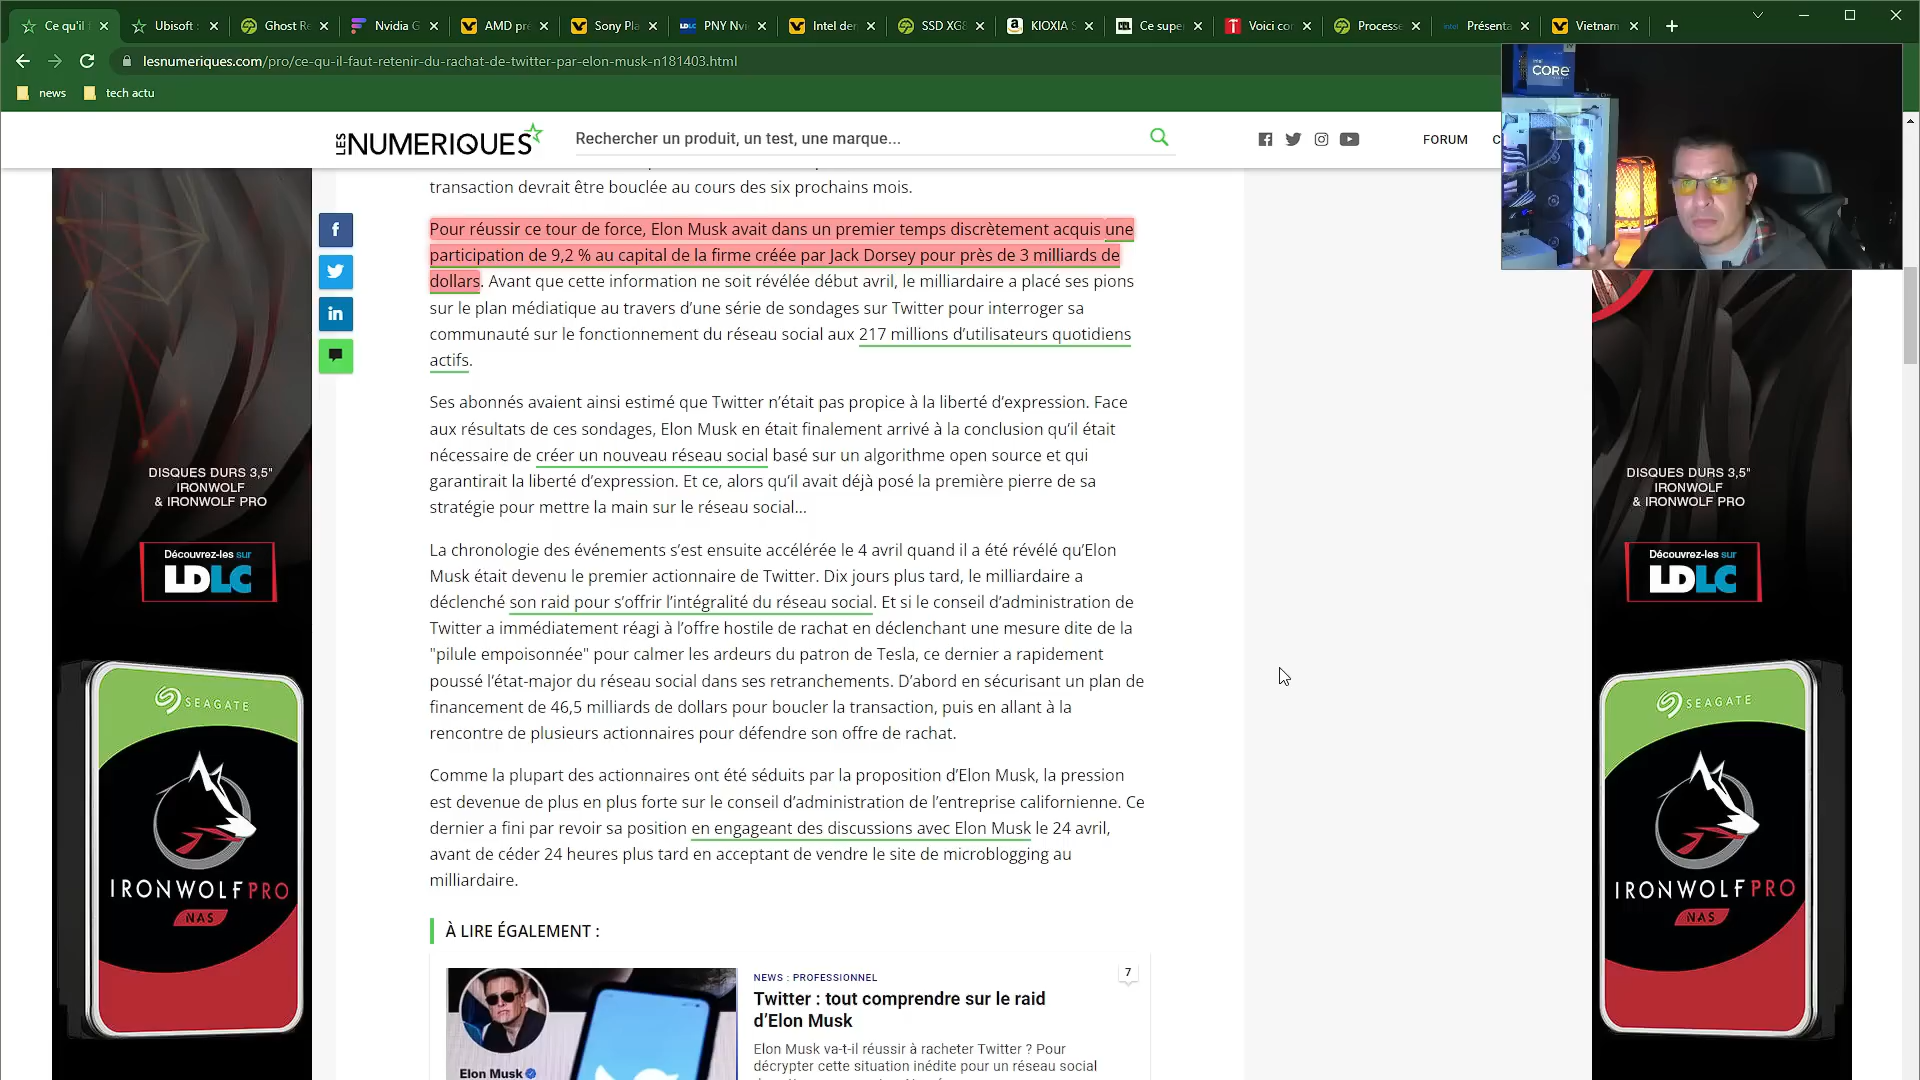 Ce qu'il
Ubisoft :
Ghost Re
Nvidia G
AMD pré
Sony Pla
PNY Nvi
Intel der
SSD XG8
KIOXIA S
Ce supe
Voici co
Processe
Présenta
Vietnam
lesnumeriques.com/pro/ce-qu-il-faut-retenir-du-rachat-de-twitter-par-elon-musk-n181403.html
news
tech actu
CORE
LES NUMERIQUES
Rechercher un produit, un test, une marque...
FORUM
C
transaction devrait être bouclée au cours des six prochains mois.
Pour réussir ce tour de force, Elon Musk avait dans un premier temps discrètement acquis une
participation de 9,2 % au capital de la firme créée par Jack Dorsey pour près de 3 milliards de
dollars. Avant que cette information ne soit révélée début avril, le milliardaire a placé ses pions
sur le plan médiatique au travers d’une série de sondages sur Twitter pour interroger sa
communauté sur le fonctionnement du réseau social aux 217 millions d’utilisateurs quotidiens
actifs.
Ses abonnés avaient ainsi estimé que Twitter n’était pas propice à la liberté d’expression. Face
aux résultats de ces sondages, Elon Musk en était finalement arrivé à la conclusion qu’il était
nécessaire de créer un nouveau réseau social basé sur un algorithme open source et qui
garantirait la liberté d’expression. Et ce, alors qu’il avait déjà posé la première pierre de sa
stratégie pour mettre la main sur le réseau social…
La chronologie des événements s’est ensuite accélérée le 4 avril quand il a été révélé qu’Elon
Musk était devenu le premier actionnaire de Twitter. Dix jours plus tard, le milliardaire a
déclenché son raid pour s’offrir l’intégralité du réseau social. Et si le conseil d’administration de
Twitter a immédiatement réagi à l’offre hostile de rachat en déclenchant une mesure dite de la
"pilule empoisonnée" pour calmer les ardeurs du patron de Tesla, ce dernier a rapidement
poussé l’état-major du réseau social dans ses retranchements. D’abord en sécurisant un plan de
financement de 46,5 milliards de dollars pour boucler la transaction, puis en allant à la
rencontre de plusieurs actionnaires pour défendre son offre de rachat.
Comme la plupart des actionnaires ont été séduits par la proposition d’Elon Musk, la pression
est devenue de plus en plus forte sur le conseil d’administration de l’entreprise californienne. Ce
dernier a fini par revoir sa position en engageant des discussions avec Elon Musk le 24 avril,
avant de céder 24 heures plus tard en acceptant de vendre le site de microblogging au
milliardaire.
À LIRE ÉGALEMENT :
NEWS : PROFESSIONNEL
7
Twitter : tout comprendre sur le raid
d’Elon Musk
Elon Musk va-t-il réussir à racheter Twitter ? Pour
décrypter cette situation inédite pour un réseau social
Elon Musk
DISQUES DURS 3,5"
IRONWOLF
& IRONWOLF PRO
Découvrez-les sur
LDLC
SEAGATE
IRONWOLF PRO
NAS
DISQUES DURS 3,5"
IRONWOLF
& IRONWOLF PRO
Découvrez-les sur
LDLC
SEAGATE
IRONWOLF PRO
NAS